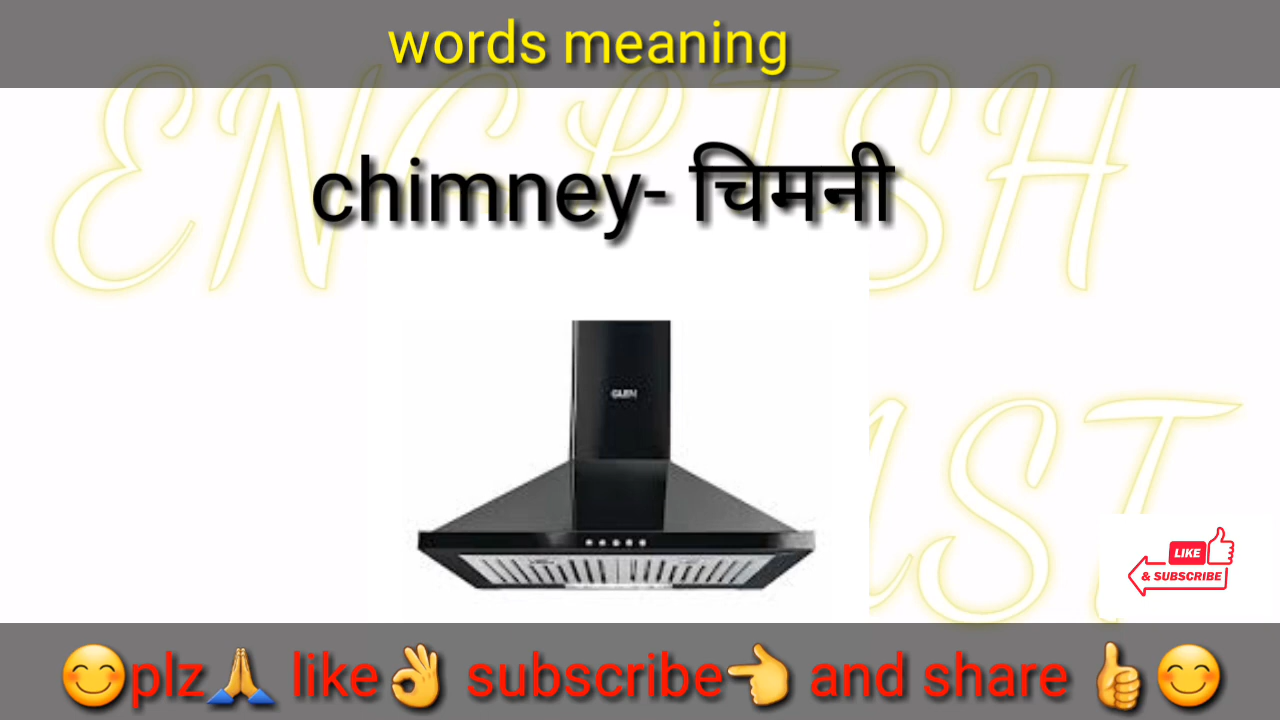 words meaning
ENGLISH
chimney- चिमनी
GLEN
LIKE
& SUBSCRIBE
😊plz🙏 like👌 subscribe👈 and share 👍😊